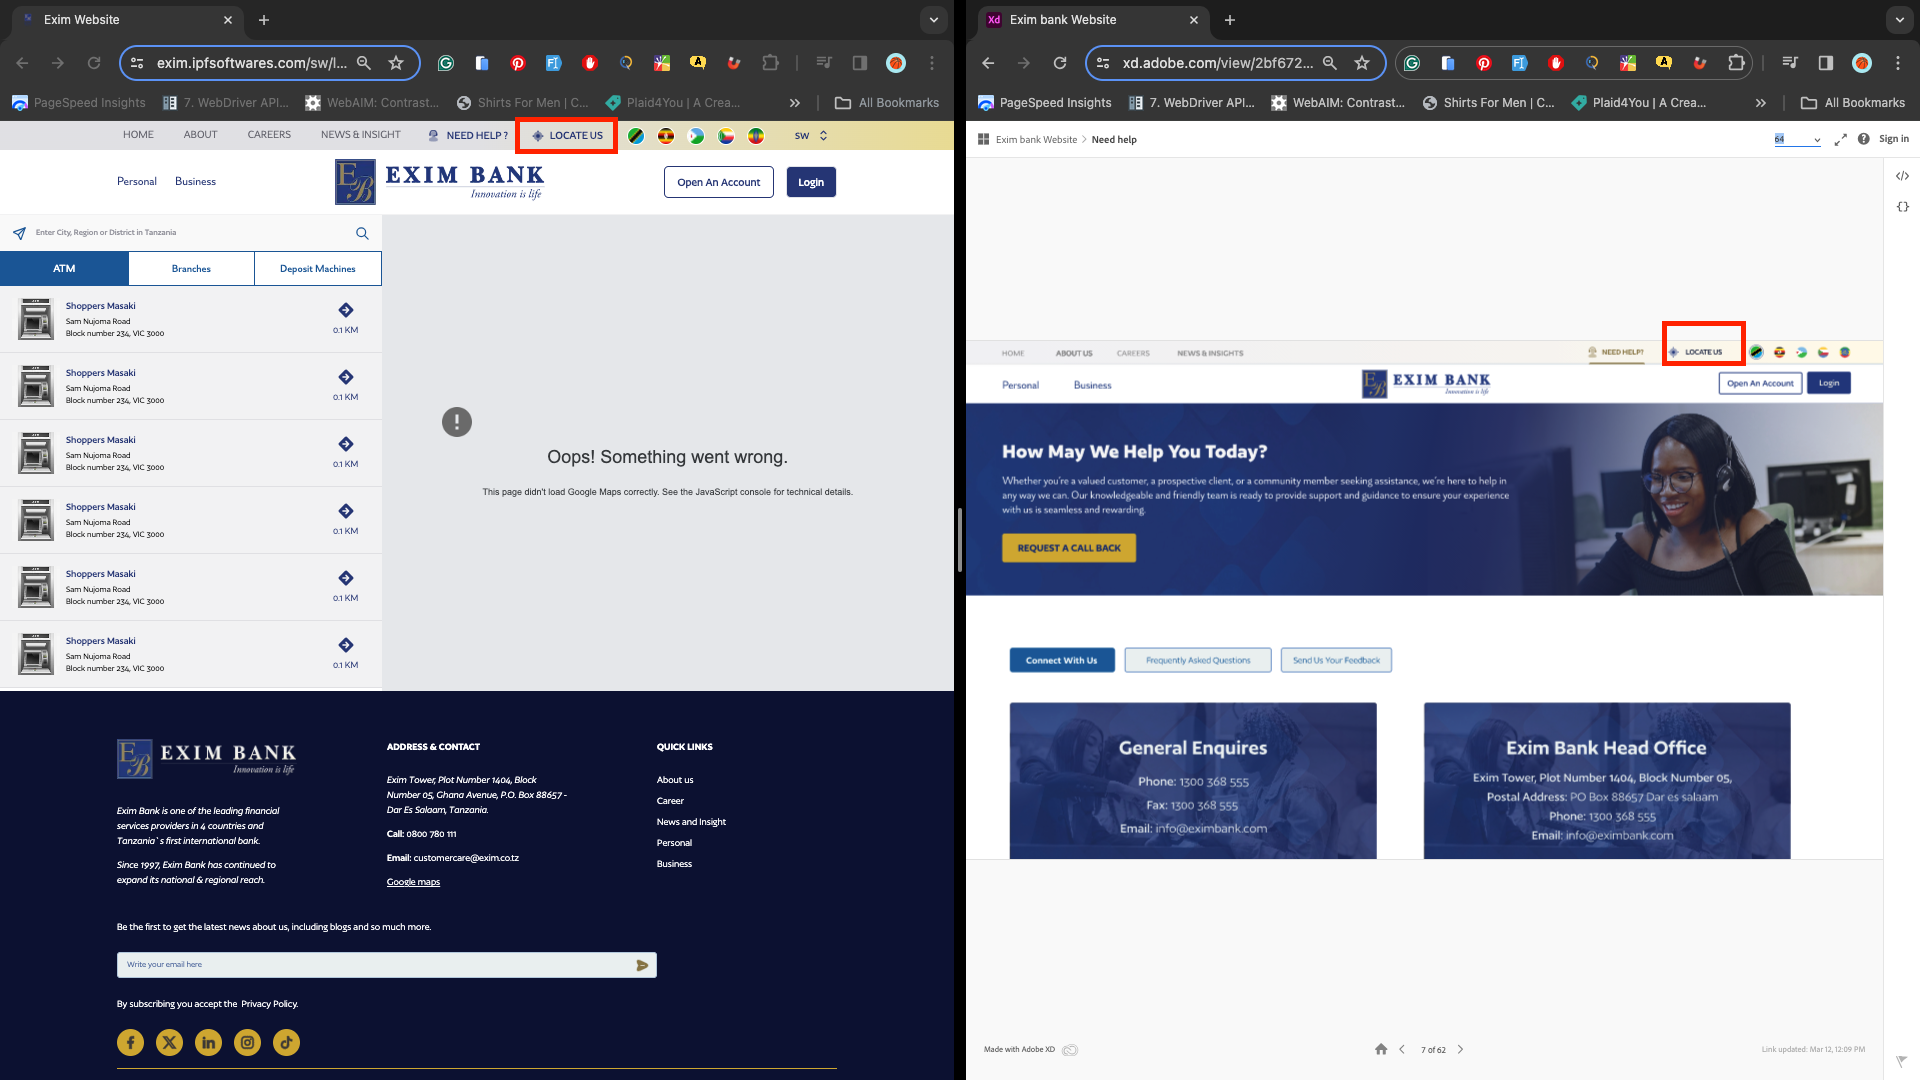 Exim Website
exim.ipfsoftwares.com/sw/l...
PageSpeed Insights
7. WebDriver API...
WebAIM: Contrast...
Shirts For Men | C...
Plaid4You | A Crea...
All Bookmarks
HOME
ABOUT
CAREERS
NEWS & INSIGHT
NEED HELP ?
LOCATE US
SW
Personal
Business
EB
EXIM BANK
Innovation is life
Open An Account
Login
Enter City, Region or District in Tanzania
ATM
Branches
Deposit Machines
Shoppers Masaki
Sam Nujoma Road
Block number 234, VIC 3000
0.1 KM
Shoppers Masaki
Sam Nujoma Road
Block number 234, VIC 3000
0.1 KM
Shoppers Masaki
Sam Nujoma Road
Block number 234, VIC 3000
0.1 KM
Shoppers Masaki
Sam Nujoma Road
Block number 234, VIC 3000
0.1 KM
Shoppers Masaki
Sam Nujoma Road
Block number 234, VIC 3000
0.1 KM
Shoppers Masaki
Sam Nujoma Road
Block number 234, VIC 3000
0.1 KM
Oops! Something went wrong.
This page didn't load Google Maps correctly. See the JavaScript console for technical details.
EB
EXIM BANK
Innovation is life
Exim Bank is one of the leading financial
services providers in 4 countries and
Tanzania`s first international bank.
Since 1997, Exim Bank has continued to
expand its national & regional reach.
ADDRESS & CONTACT
Exim Tower, Plot Number 1404, Block
Number 05, Ghana Avenue, P.O. Box 88657 -
Dar Es Salaam, Tanzania.
Call: 0800 780 111
Email: customercare@exim.co.tz
Google maps
QUICK LINKS
About us
Career
News and Insight
Personal
Business
Be the first to get the latest news about us, including blogs and so much more.
Write your email here
By subscribing you accept the Privacy Policy.
Xd
Exim bank Website
xd.adobe.com/view/2bf672...
PageSpeed Insights
7. WebDriver API...
WebAIM: Contrast...
Shirts For Men | C...
Plaid4You | A Crea...
All Bookmarks
Exim Bank Website
Need help
64
Sign in
HOME
ABOUT US
CAREERS
NEWS & INSIGHTS
NEED HELP?
LOCATE US
Personal
Business
EB
EXIM BANK
Innovation is life
Open An Account
Login
How May We Help You Today?
Whether you're a valued customer, a prospective client, or a community member seeking assistance, we're here to help in
any way we can. Our knowledgeable and friendly team is ready to provide support and guidance to ensure your experience
with us is seamless and rewarding.
REQUEST A CALL BACK
Connect With Us
Frequently Asked Questions
Send Us Your Feedback
General Enquires
Phone: 1300 368 555
Fax: 1300 368 555
Email: info@eximbank.com
Exim Bank Head Office
Exim Tower, Plot Number 1404, Block Number 05,
Postal Address: PO Box 88657 Dar es salaam
Phone: 1300 368 555
Email: info@eximbank.com
Made with Adobe XD
7 of 62
Link updated: Mar 12, 12:09 PM